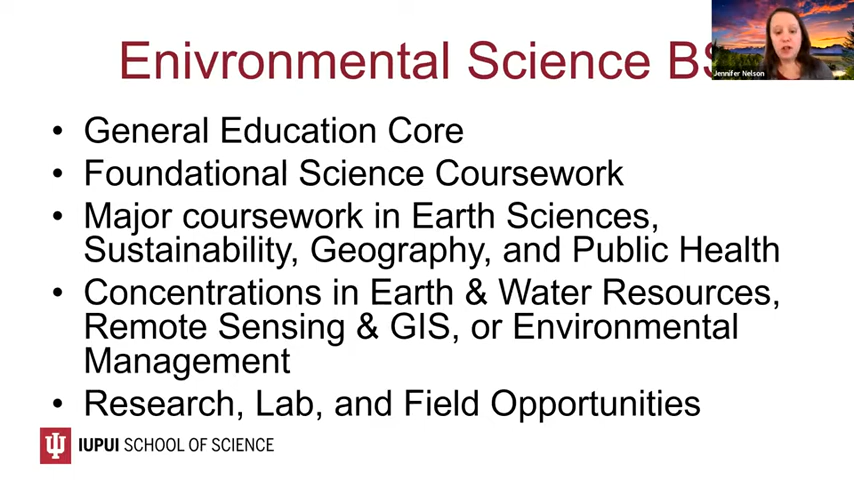 Enivronmental Science BS
Jennifer Nelson
• General Education Core
• Foundational Science Coursework
• Major coursework in Earth Sciences,
Sustainability, Geography, and Public Health
• Concentrations in Earth & Water Resources,
Remote Sensing & GIS, or Environmental
Management
• Research, Lab, and Field Opportunities
IUPUI SCHOOL OF SCIENCE